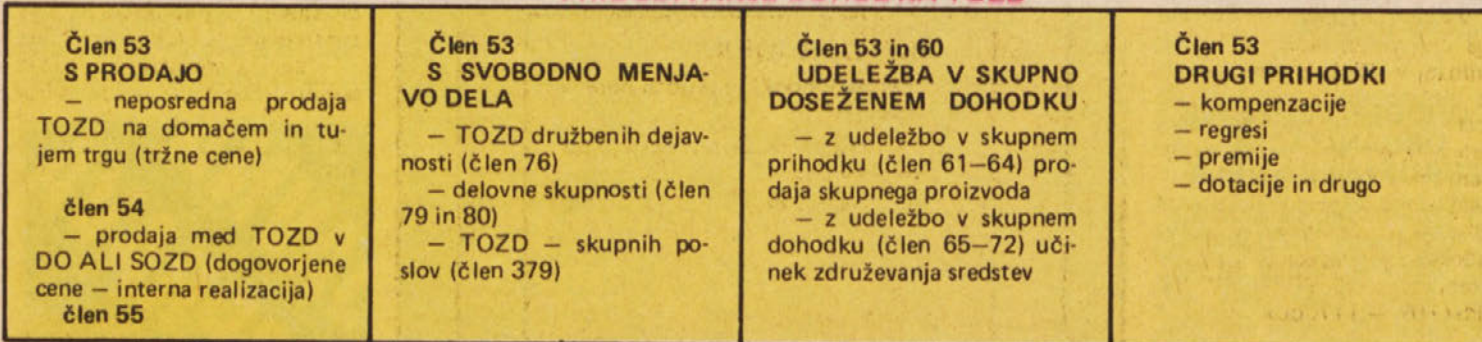 Člen 53
S PRODAJO
— neposredna prodaja
TOZD na domačem in tu-
jem trgu (tržne cene)
člen 54
— prodaja med TOZD v
DO ALI SOZD (dogovorjene
cene — interna realizacija)
člen 55
Člen 53
S SVOBODNO MENJA-
VO DELA
— TOZD družbenih dejav-
nosti (člen 76)
— delovne skupnosti (člen
79 in 80)
— TOZD — skupnih po-
slov (člen 379)
Člen 53 in 60
UDELEŽBA V SKUPNO
DOSEŽENEM DOHODKU
— z udeležbo v skupnem
prihodku (člen 61—64) pro-
daja skupnega proizvoda
— z udeležbo v skupnem
dohodku (člen 65—72) uči-
nek združevanja sredstev
Člen 53
DRUGI PRIHODKI
— kompenzacije
— regresi
— premije
— dotacije in drugo